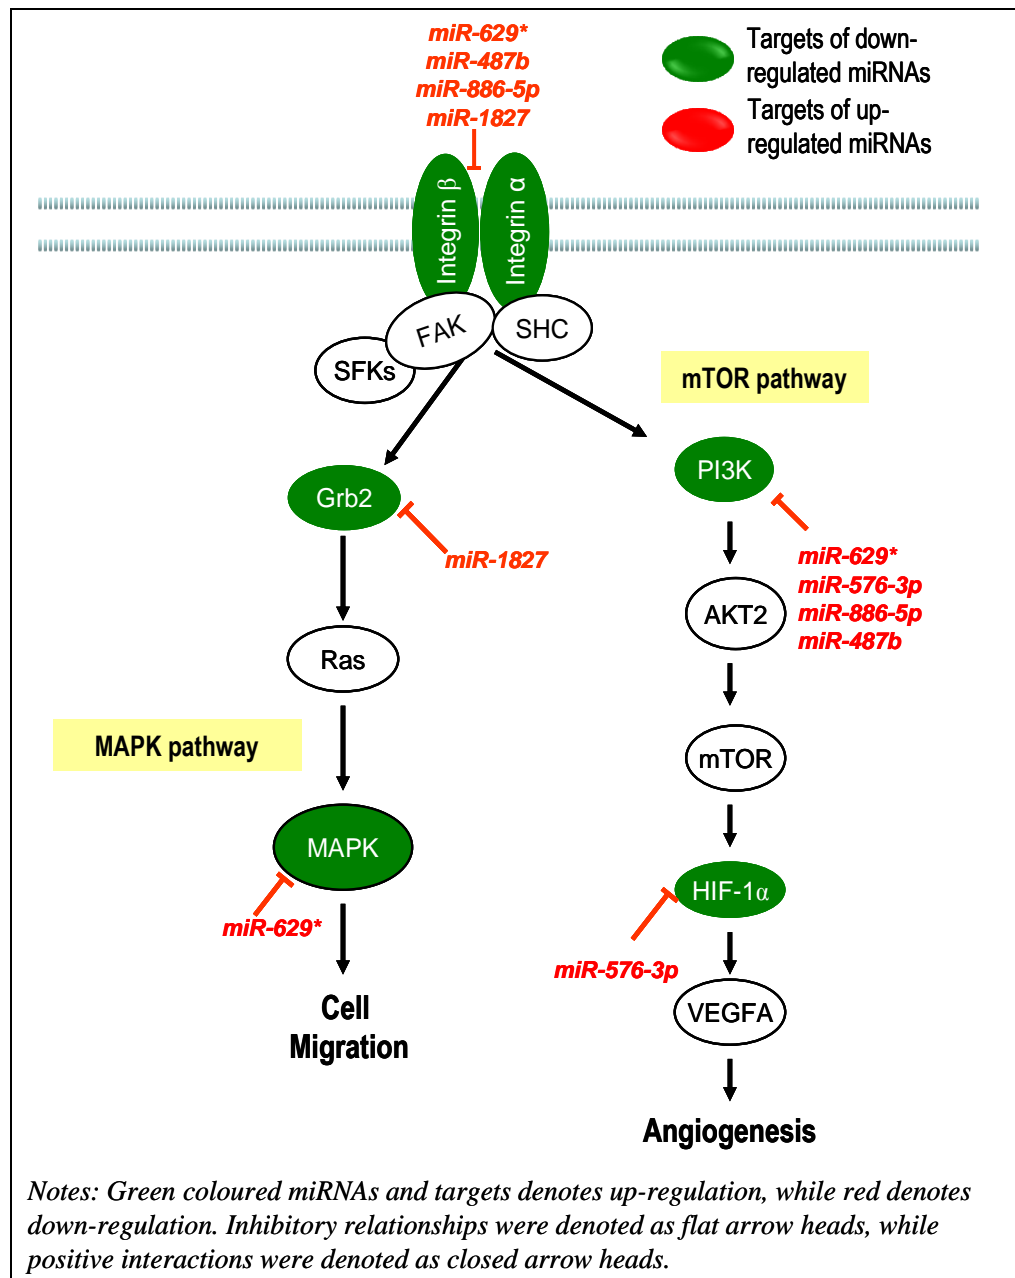 miR-629*
miR-487b
miR-886-5p
miR-1827
Targets of down-
regulated miRNAs
Targets of up-
regulated miRNAs
Integrin β
Integrin α
FAK
SHC
SFKs
mTOR pathway
PI3K
Grb2
miR-1827
miR-629*
miR-576-3p
miR-886-5p
miR-487b
AKT2
Ras
MAPK pathway
mTOR
MAPK
HIF-1α
miR-629*
miR-576-3p
VEGFA
Cell
Migration
Angiogenesis
Notes: Green coloured miRNAs and targets denotes up-regulation, while red denotes
down-regulation. Inhibitory relationships were denoted as flat arrow heads, while
positive interactions were denoted as closed arrow heads.